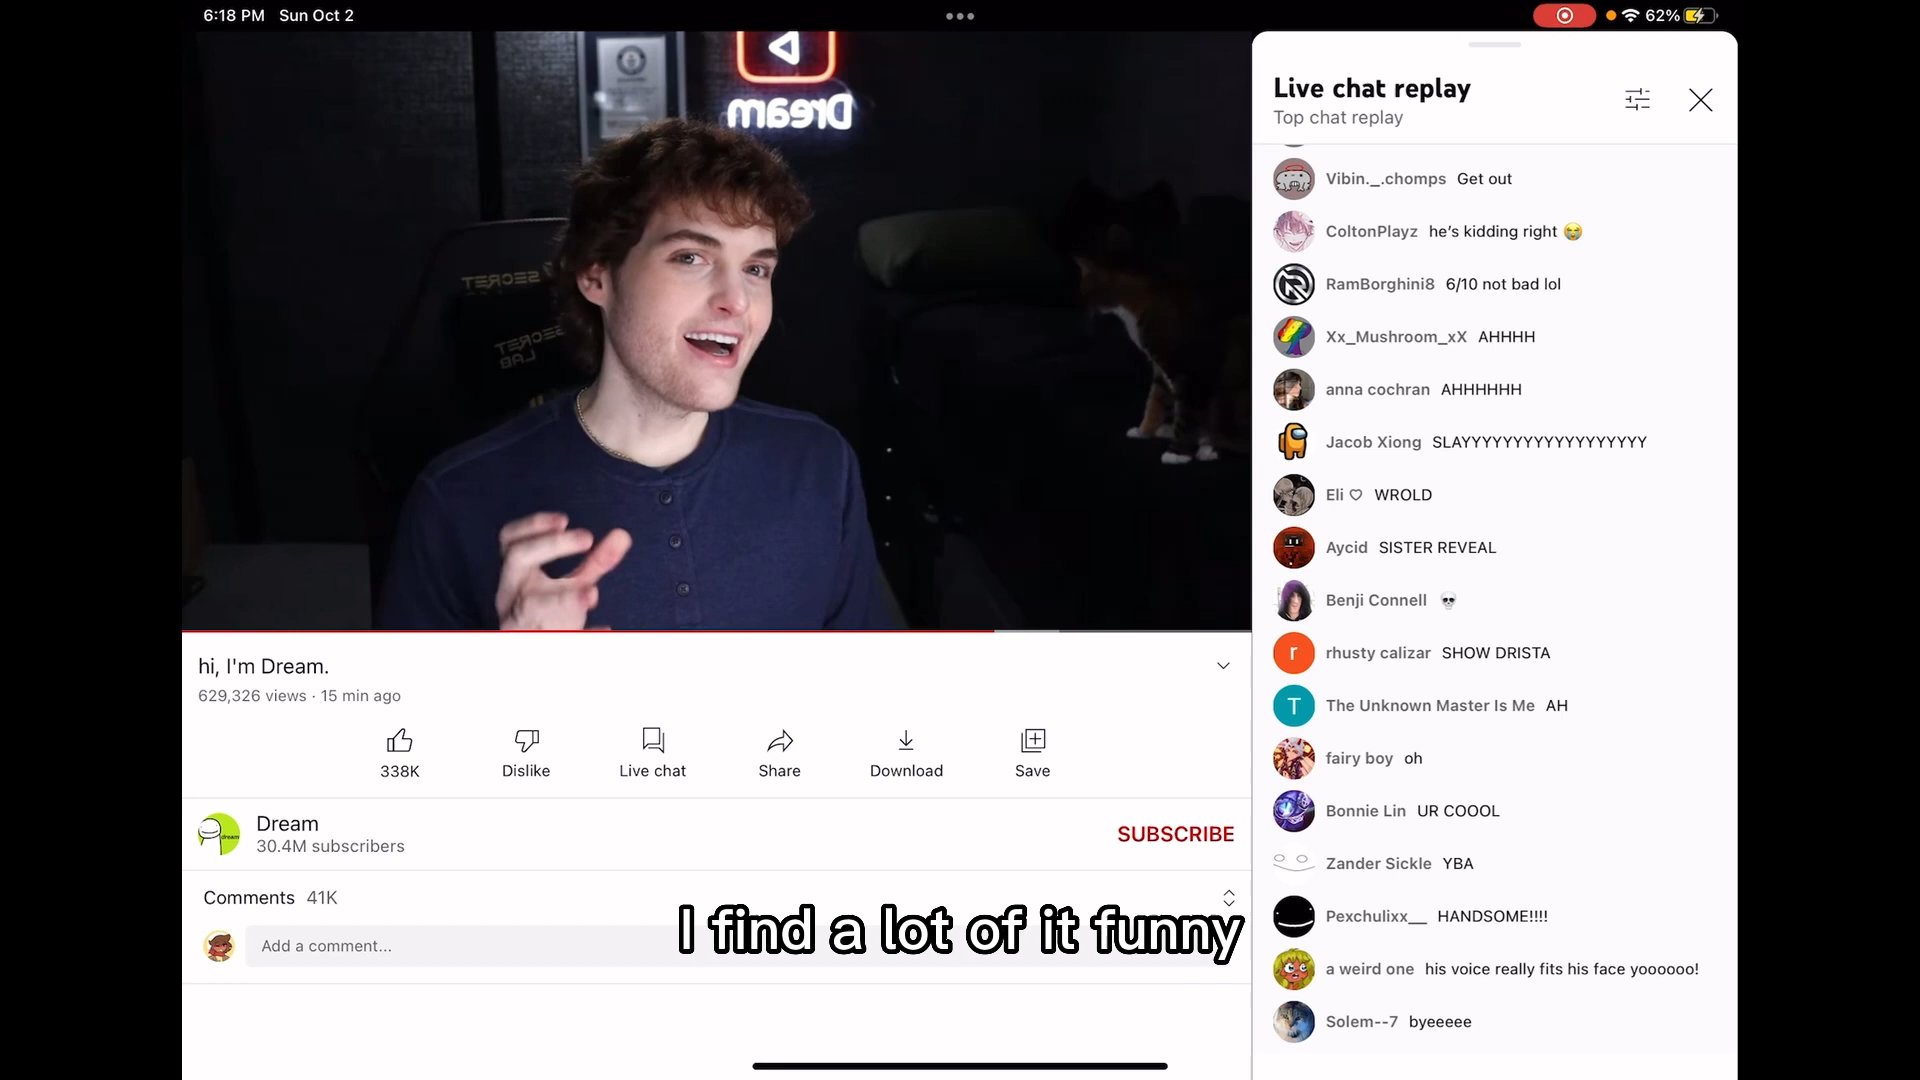 6:18 PM Sun Oct 2
62%
Dream
SECRET
SECRET
LAB
hi, I'm Dream.
629,326 views · 15 min ago
338K
Dislike
Live chat
Share
Download
Save
Dream
30.4M subscribers
SUBSCRIBE
Comments 41K
Add a comment...
I find a lot of it funny
Live chat replay
Top chat replay
Vibin._.chomps Get out
ColtonPlayz he's kidding right 😭
RamBorghini8 6/10 not bad lol
Xx_Mushroom_xX AHHHH
anna cochran AHHHHHH
Jacob Xiong SLAYYYYYYYYYYYYYYYYYY
Eli ♡ WROLD
Aycid SISTER REVEAL
Benji Connell 💀
r
rhusty calizar SHOW DRISTA
T
The Unknown Master Is Me AH
fairy boy oh
Bonnie Lin UR COOOL
Zander Sickle YBA
Pexchulixx__ HANDSOME!!!!
a weird one his voice really fits his face yoooooo!
Solem--7 byeeeee